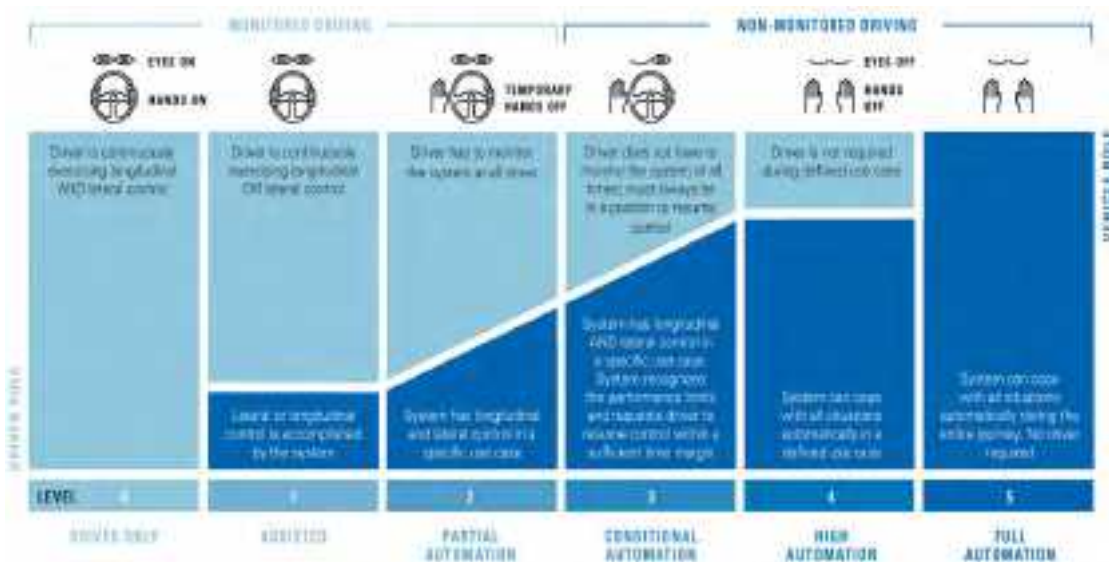 MONITORED DRIVING
NON-MONITORED DRIVING
EYES ON
HANDS ON
TEMPORARY
HANDS OFF
EYES OFF
HANDS
OFF
Driver is continuously
exercising longitudinal
AND lateral control
Driver is continuously
exercising longitudinal
OR lateral control
Driver has to monitor
the system at all times
Driver does not have to
monitor the system at all
times; must always be
in a position to resume
control
Driver is not required
during defined use case
VEHICLE ROLE
DRIVER ROLE
Lateral or longitudinal
control is accomplished
by the system
System has longitudinal
and lateral control in a
specific use case
System has longitudinal
AND lateral control in
a specific use case.
System recognizes
the performance limits
and requests driver to
resume control within a
sufficient time margin
System can cope
with all situations
automatically in a
defined use case
System can cope
with all situations
automatically during the
entire journey. No driver
required
LEVEL 0 1 2 3 4 5
DRIVER ONLY
ASSISTED
PARTIAL
AUTOMATION
CONDITIONAL
AUTOMATION
HIGH
AUTOMATION
FULL
AUTOMATION